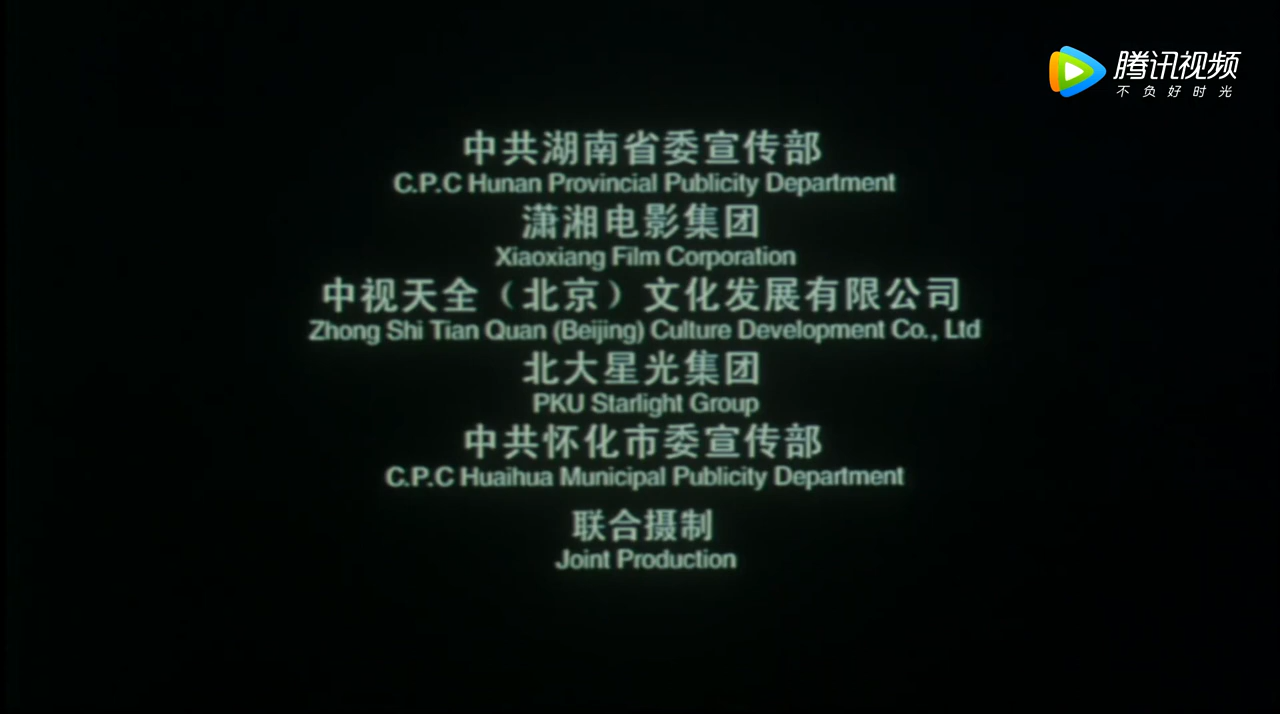 腾讯视频
不负好时光
中共湖南省委宣传部
C.P.C Hunan Provincial Publicity Department
潇湘电影集团
Xiaoxiang Film Corporation
中视天全（北京）文化发展有限公司
Zhong Shi Tian Quan (Beijing) Culture Development Co., Ltd
北大星光集团
PKU Starlight Group
中共怀化市委宣传部
C.P.C Huaihua Municipal Publicity Department
联合摄制
Joint Production